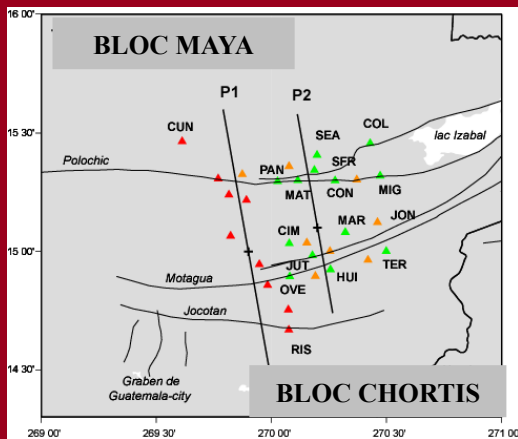 16 00'
BLOC MAYA
P1
P2
COL
SEA
CUN
lac Izabal
15 30'
Polochic
PAN
SFR
MAT
CON
MIG
JON
MAR
CIM
15 00'
JUT
TER
HUI
Motagua
OVE
Jocotan
RIS
14 30'
Graben de
Guatemala-city
BLOC CHORTIS
269 00'
269 30'
270 00'
270 30'
271 00'